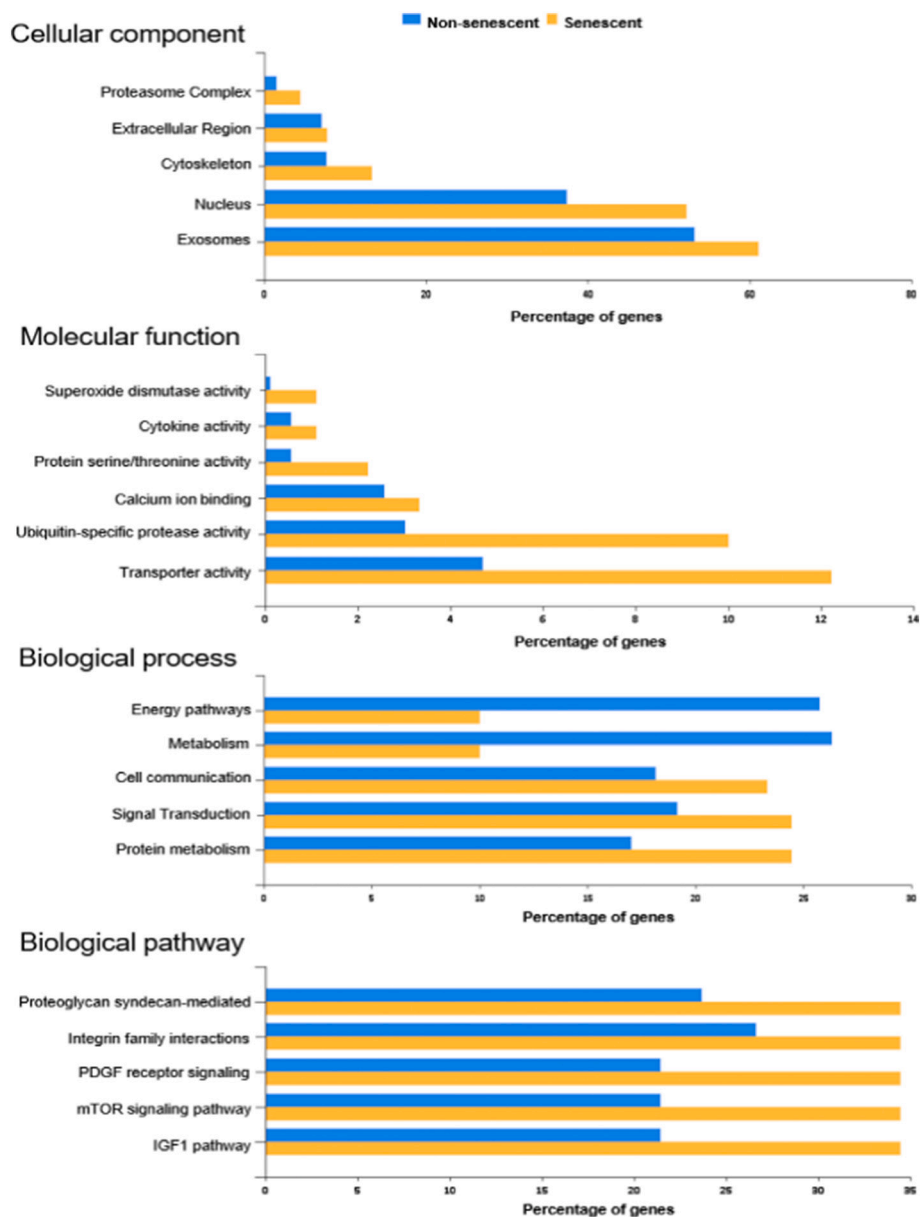 Non-senescent Senescent
Cellular component
Proteasome Complex
Extracellular Region
Cytoskeleton
Nucleus
Exosomes
0 20 40 60 80
Percentage of genes
Molecular function
Superoxide dismutase activity
Cytokine activity
Protein serine/threonine activity
Calcium ion binding
Ubiquitin-specific protease activity
Transporter activity
0 2 4 6 8 10 12 14
Percentage of genes
Biological process
Energy pathways
Metabolism
Cell communication
Signal Transduction
Protein metabolism
0 5 10 15 20 25 30
Percentage of genes
Biological pathway
Proteoglycan syndecan-mediated
Integrin family interactions
PDGF receptor signaling
mTOR signaling pathway
IGF1 pathway
0 5 10 15 20 25 30 35
Percentage of genes